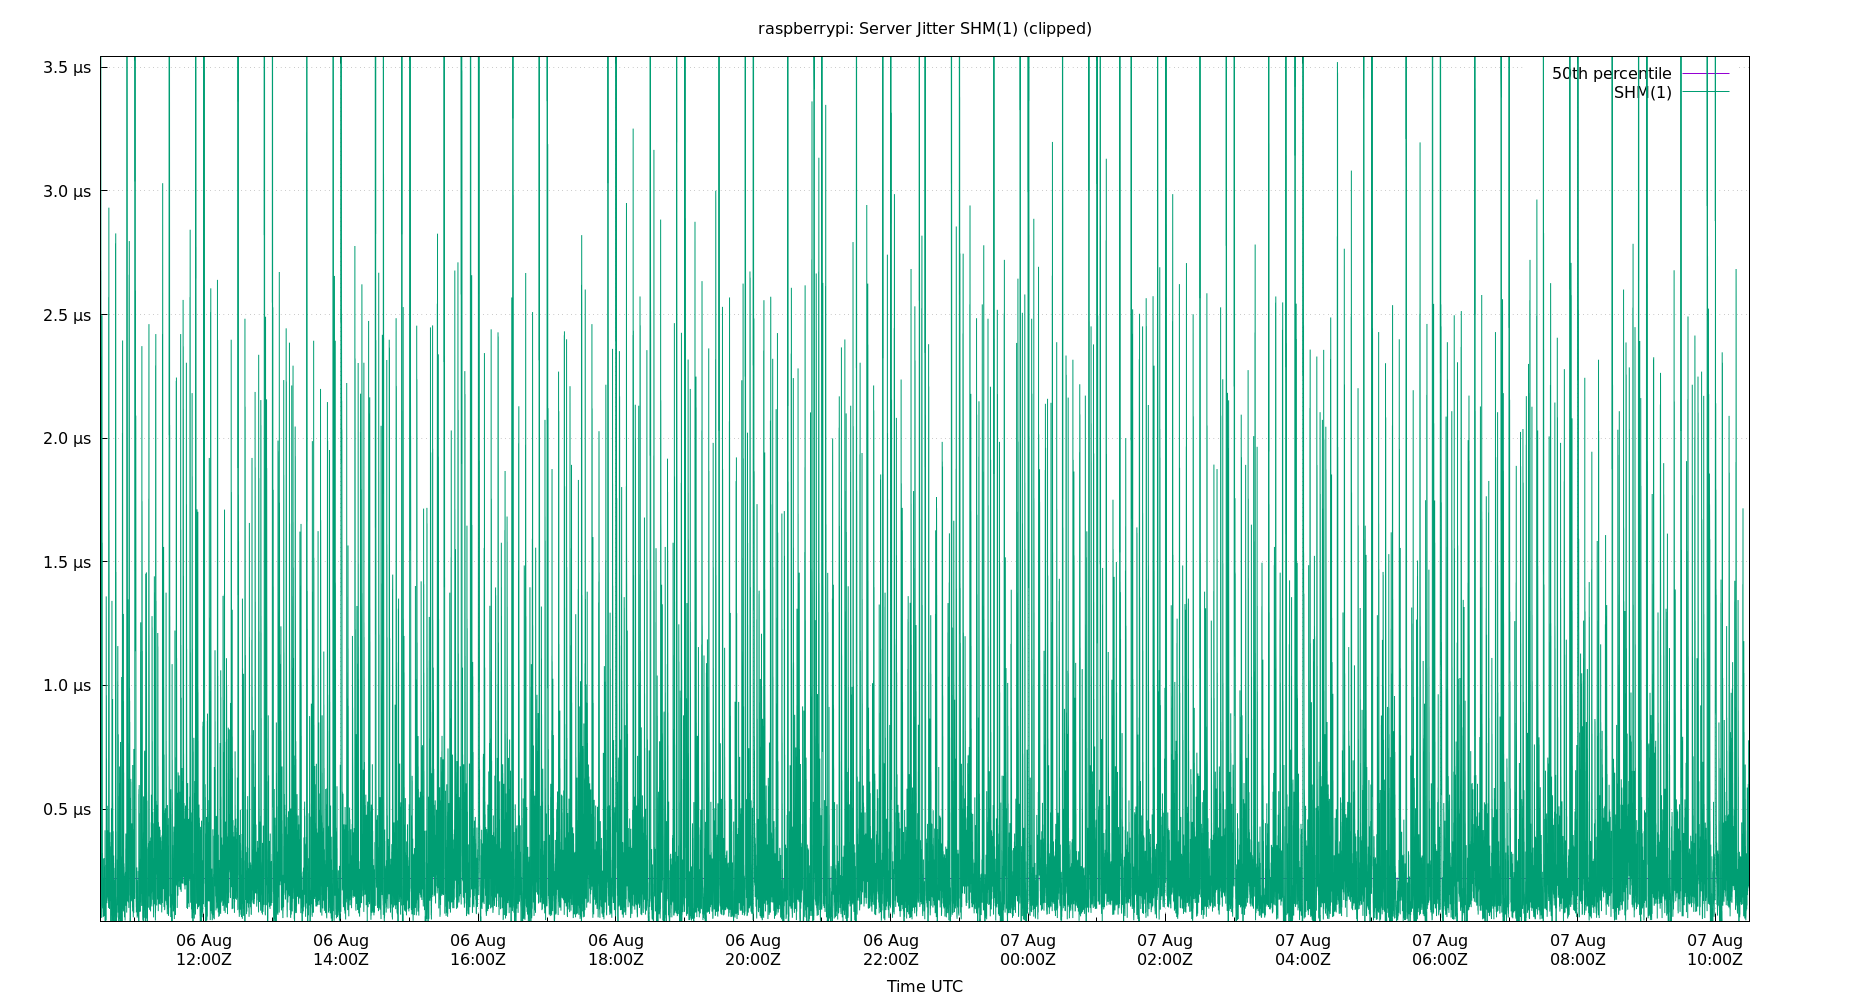 raspberrypi: Server Jitter SHM(1) (clipped)
3.5 µs
50th percentile
SHM(1)
3.0 µs
2.5 µs
2.0 µs
1.5 µs
1.0 µs
0.5 µs
06 Aug 06 Aug 06 Aug 06 Aug 06 Aug 06 Aug 07 Aug 07 Aug 07 Aug 07 Aug 07 Aug 07 Aug
12:00Z 14:00Z 16:00Z 18:00Z 20:00Z 22:00Z 00:00Z 02:00Z 04:00Z 06:00Z 08:00Z 10:00Z
Time UTC